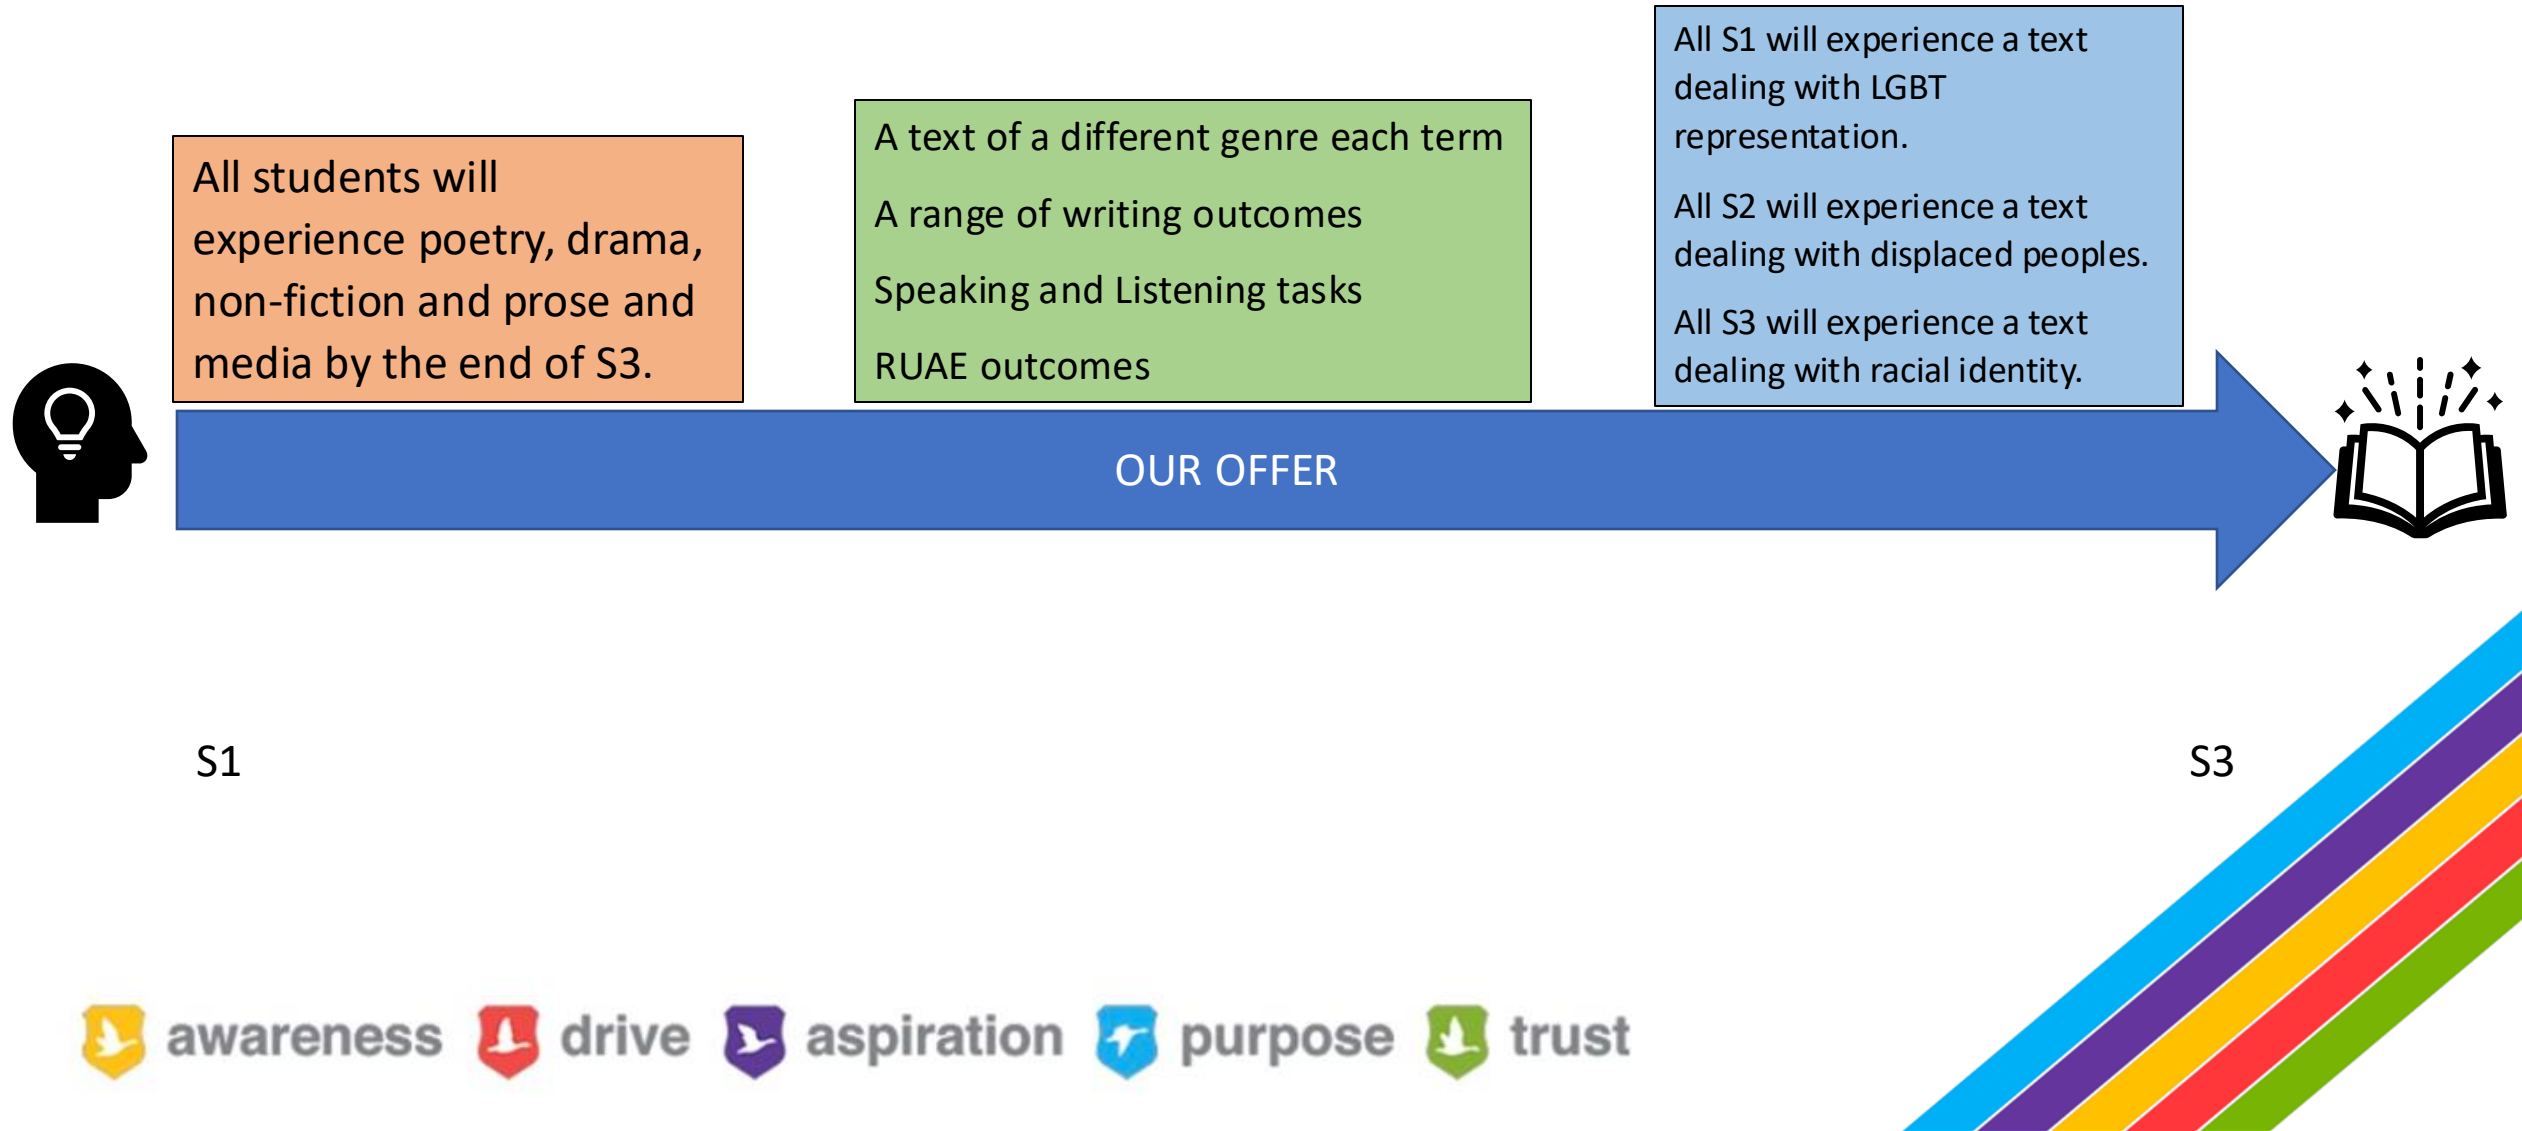 All students will
experience poetry, drama,
non-fiction and prose and
media by the end of S3.
A text of a different genre each term
A range of writing outcomes
Speaking and Listening tasks
RUAE outcomes
All S1 will experience a text
dealing with LGBT
representation.
All S2 will experience a text
dealing with displaced peoples.
All S3 will experience a text
dealing with racial identity.
OUR OFFER
S1
S3
awareness drive aspiration purpose trust